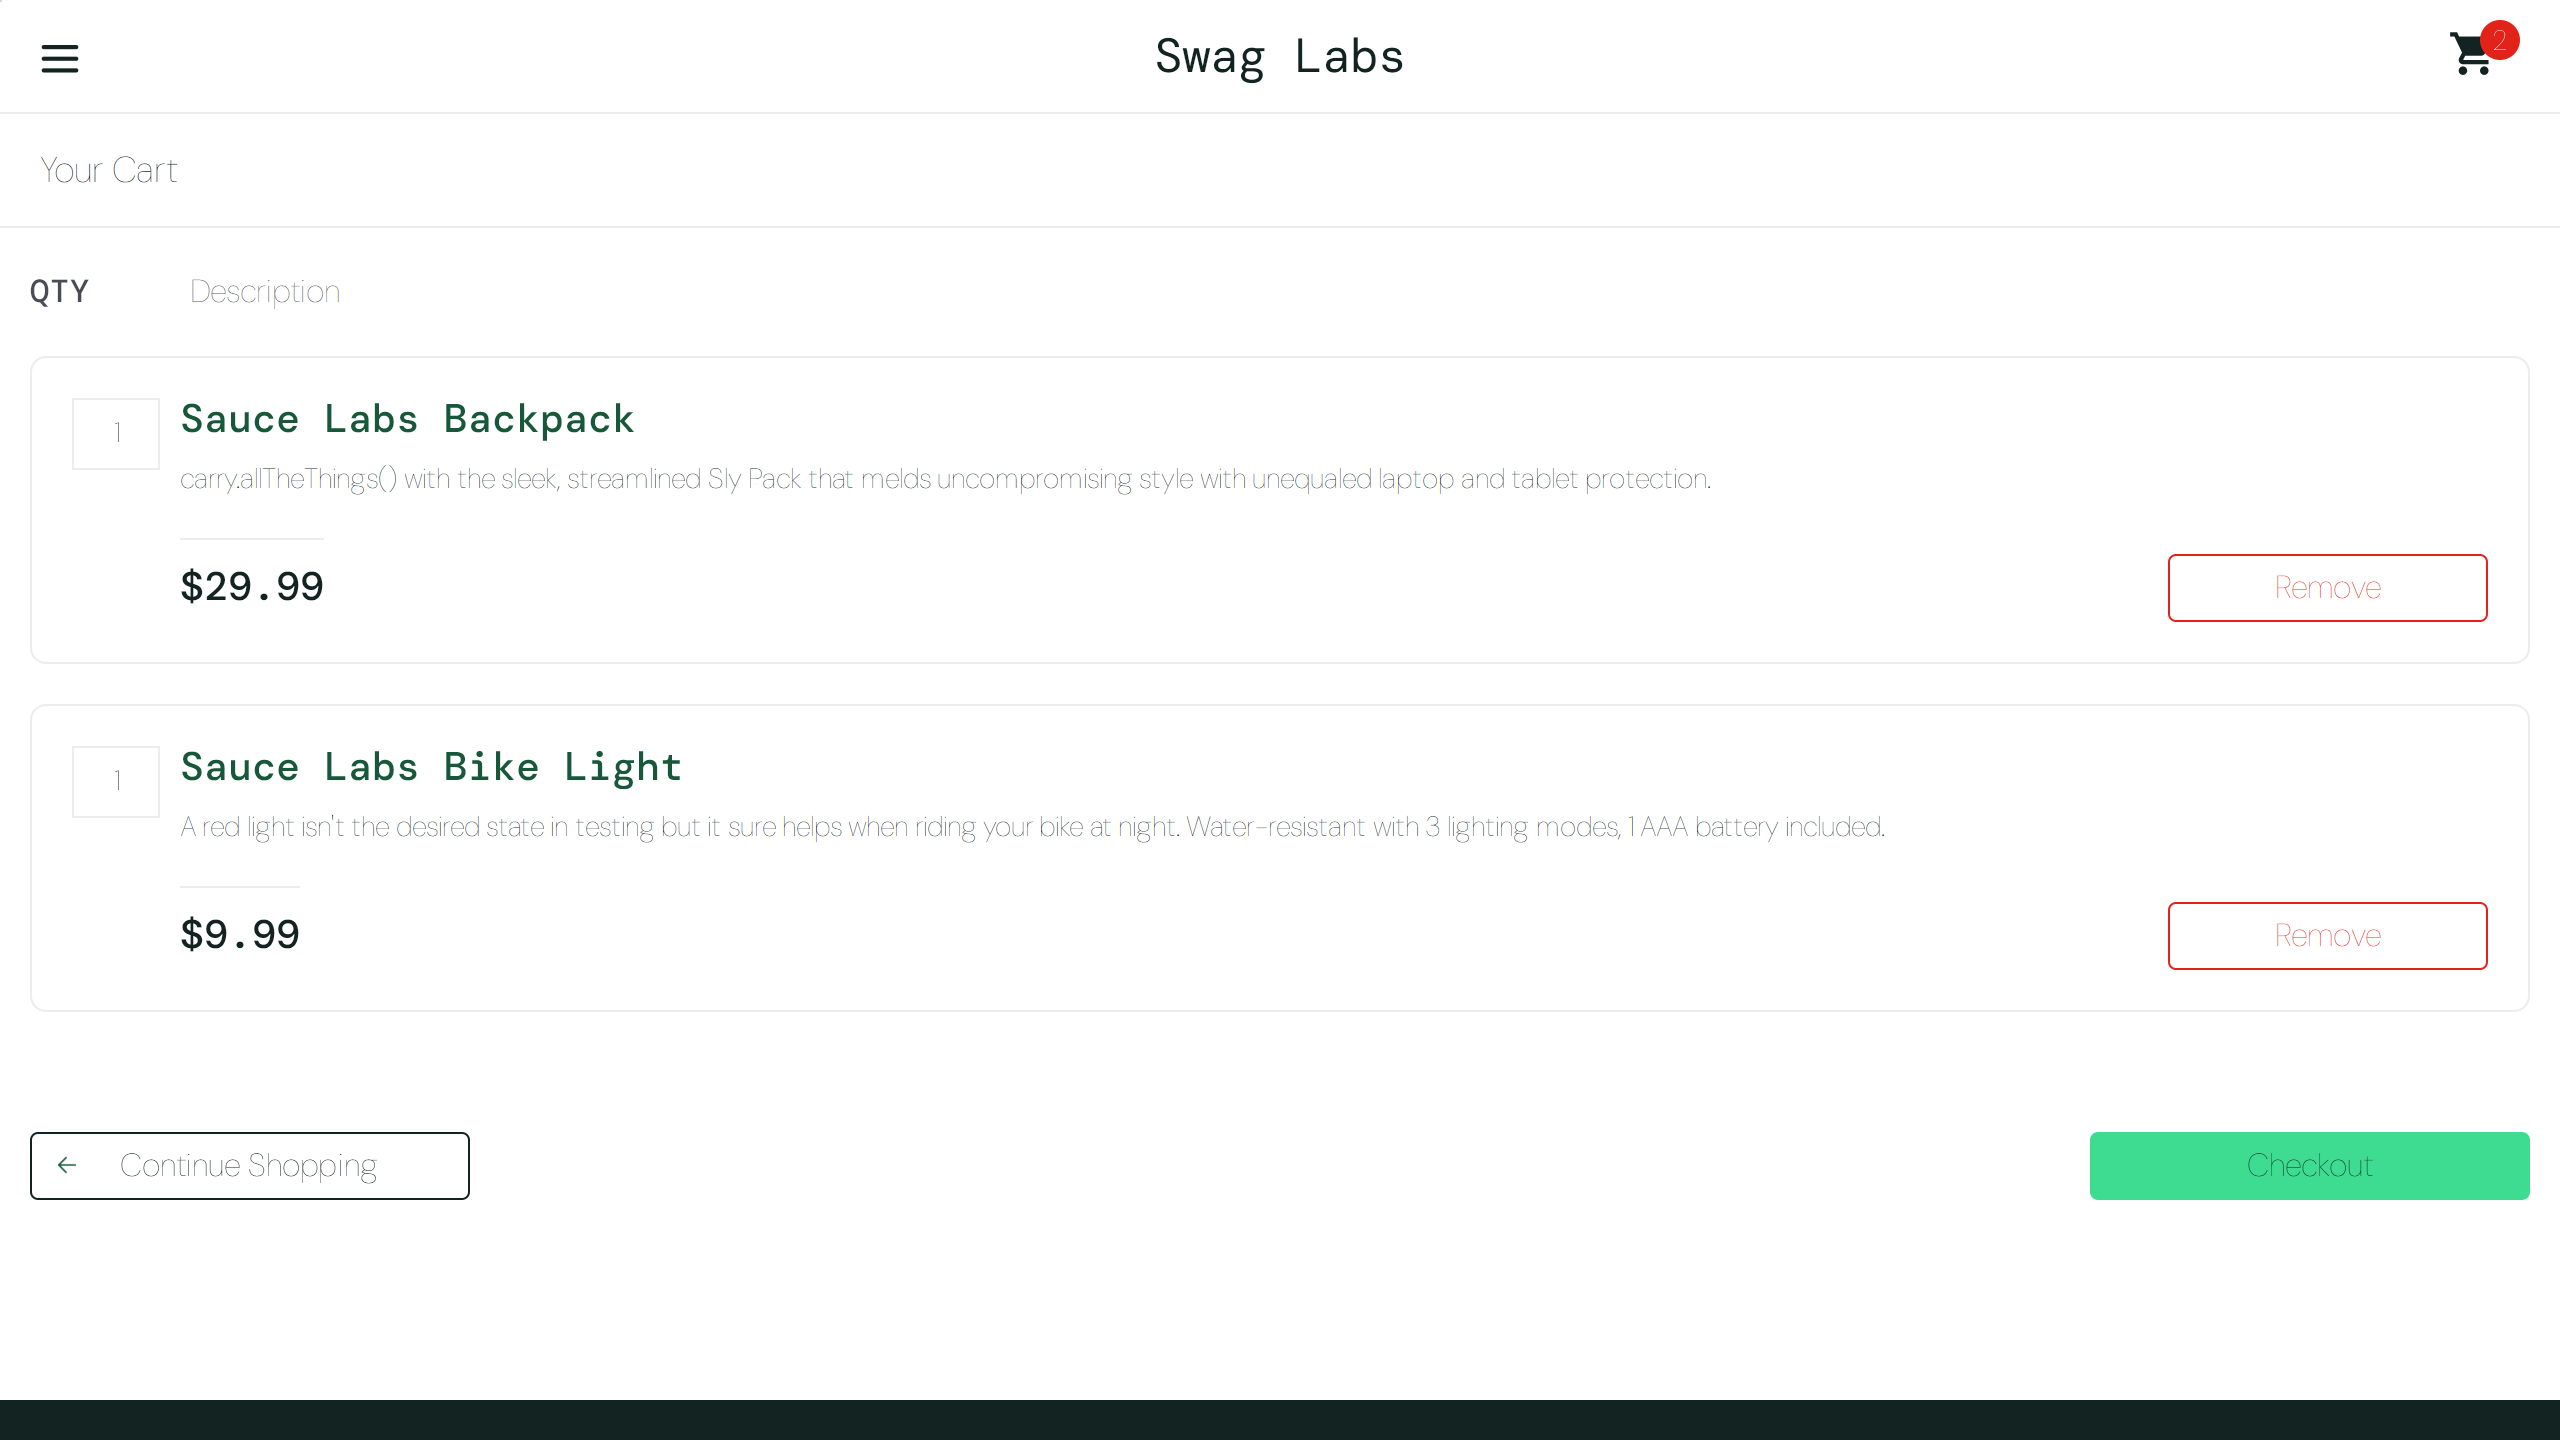 Swag Labs
2
Your Cart
QTY Description
1 Sauce Labs Backpack
carry.allTheThings() with the sleek, streamlined Sly Pack that melds uncompromising style with unequaled laptop and tablet protection.
$29.99 Remove
1 Sauce Labs Bike Light
A red light isn't the desired state in testing but it sure helps when riding your bike at night. Water-resistant with 3 lighting modes, 1 AAA battery included.
$9.99 Remove
Continue Shopping Checkout